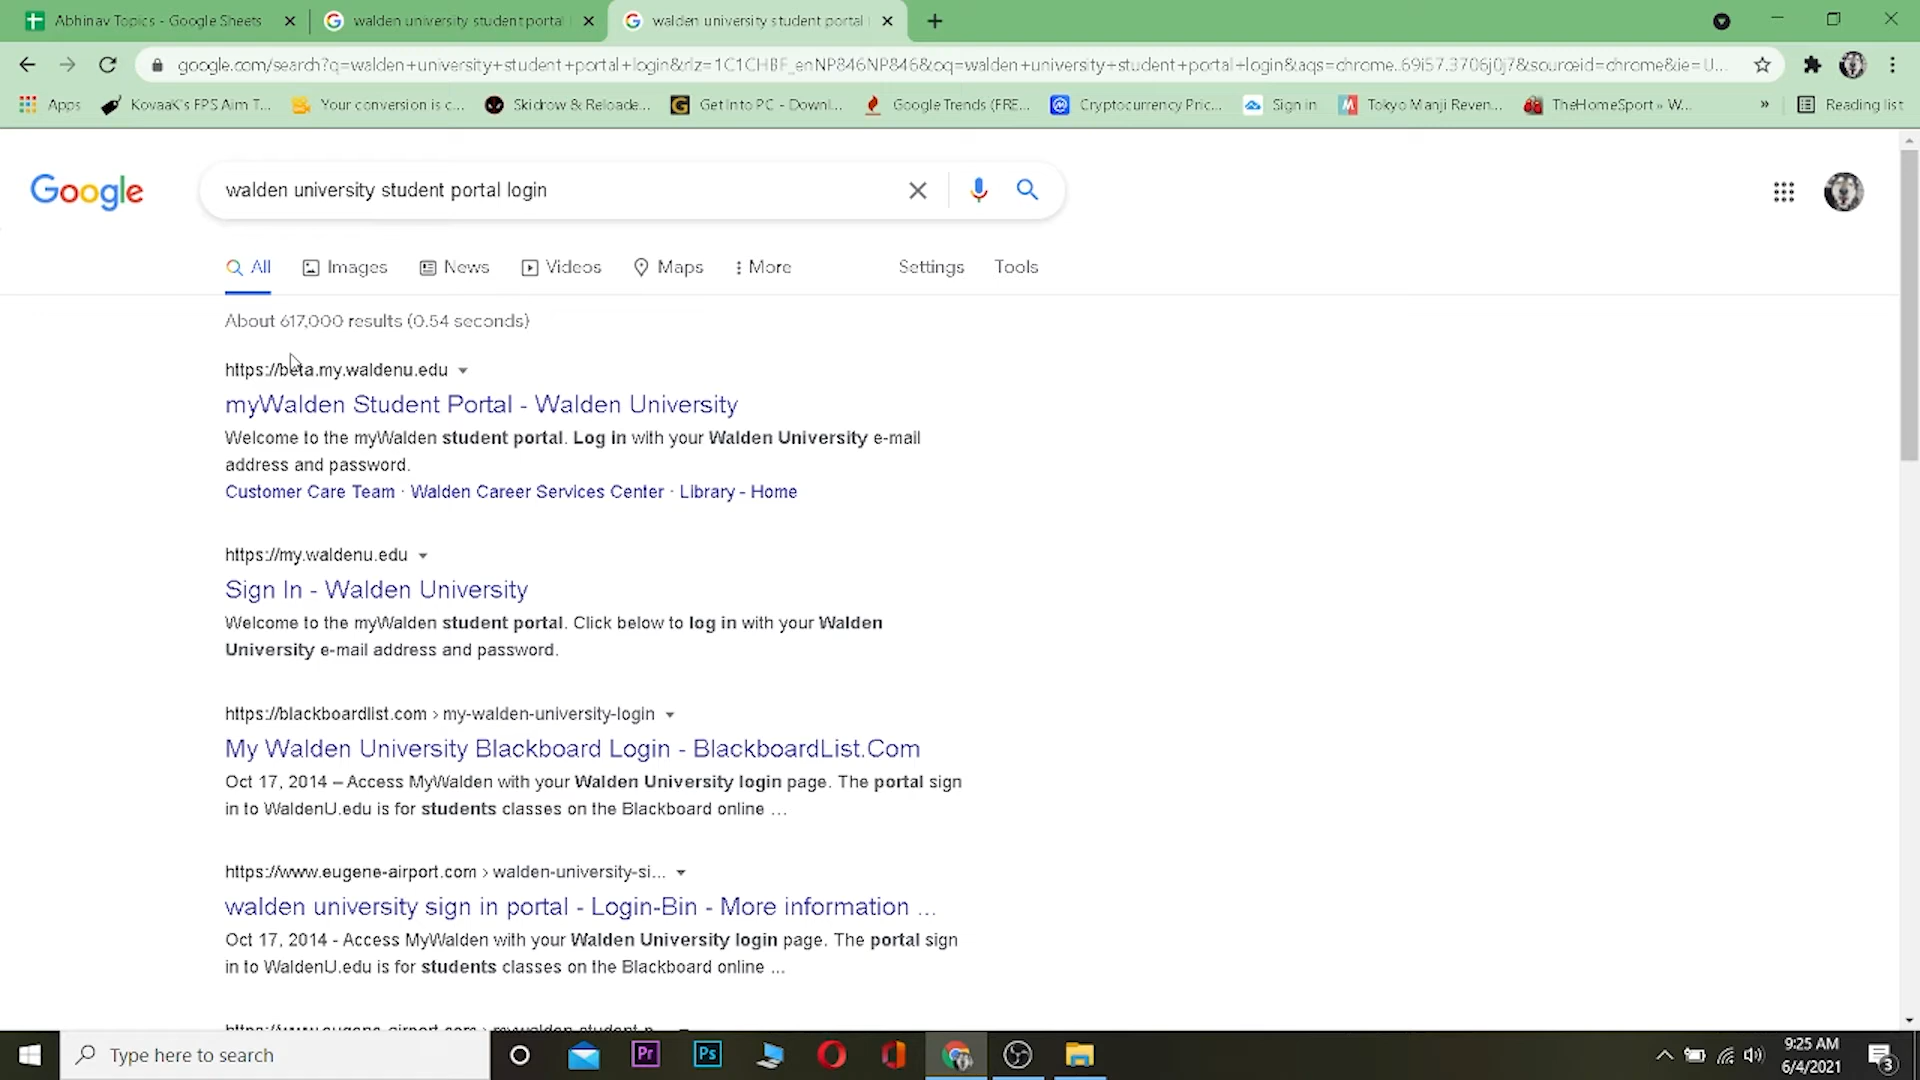 Abhinav Topics - Google Sheets
walden university student portal
walden university student portal
google.com/search?q=walden+university+student+portal+login&rlz=1C1CHBF_enNP846NP846&oq=walden+university+student+portal+login&aqs=chrome..69i57.3706j0j7&sourceid=chrome&ie=U...
Apps
KovaaK's FPS Aim T...
Your conversion is c...
Skidrow & Reloade...
Get Into PC - Downl...
Google Trends (FRE...
Cryptocurrency Pric...
Sign in
Tokyo Manji Reven...
TheHomeSport » W...
»
Reading list
Google
walden university student portal login
All
Images
News
Videos
Maps
More
Settings
Tools
About 617,000 results (0.54 seconds)
https://beta.my.waldenu.edu
myWalden Student Portal - Walden University
Welcome to the myWalden student portal. Log in with your Walden University e-mail
address and password.
Customer Care Team · Walden Career Services Center · Library - Home
https://my.waldenu.edu
Sign In - Walden University
Welcome to the myWalden student portal. Click below to log in with your Walden
University e-mail address and password.
https://blackboardlist.com › my-walden-university-login
My Walden University Blackboard Login - BlackboardList.Com
Oct 17, 2014 — Access MyWalden with your Walden University login page. The portal sign
in to WaldenU.edu is for students classes on the Blackboard online ...
https://www.eugene-airport.com › walden-university-si...
walden university sign in portal - Login-Bin - More information ...
Oct 17, 2014 - Access MyWalden with your Walden University login page. The portal sign
in to WaldenU.edu is for students classes on the Blackboard online ...
https://www.eugene-airport.com › mywalden-student-p...
Type here to search
Pr
Ps
9:25 AM
6/4/2021
3